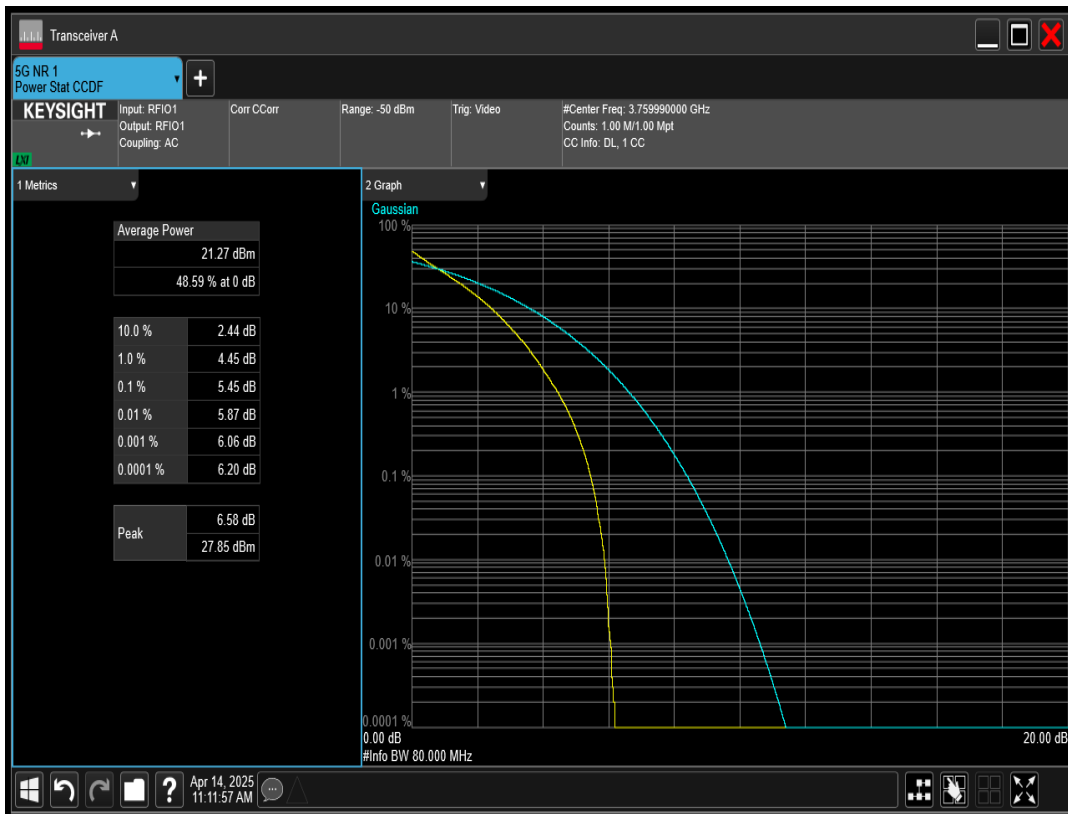 Transceiver A
5G NR 1
Power Stat CCDF
+
KEYSIGHT
LXI
Input: RFIO1
Output: RFIO1
Coupling: AC
Corr CCorr
Range: -50 dBm
Trig: Video
#Center Freq: 3.759990000 GHz
Counts: 1.00 M/1.00 Mpt
CC Info: DL, 1 CC
1 Metrics
Average Power
21.27 dBm
48.59 % at 0 dB
10.0 % 2.44 dB
1.0 % 4.45 dB
0.1 % 5.45 dB
0.01 % 5.87 dB
0.001 % 6.06 dB
0.0001 % 6.20 dB
Peak 6.58 dB
27.85 dBm
2 Graph
Gaussian
100 %
10 %
1 %
0.1 %
0.01 %
0.001 %
0.0001 %
0.00 dB 20.00 dB
#Info BW 80.000 MHz
?
Apr 14, 2025
11:11:57 AM